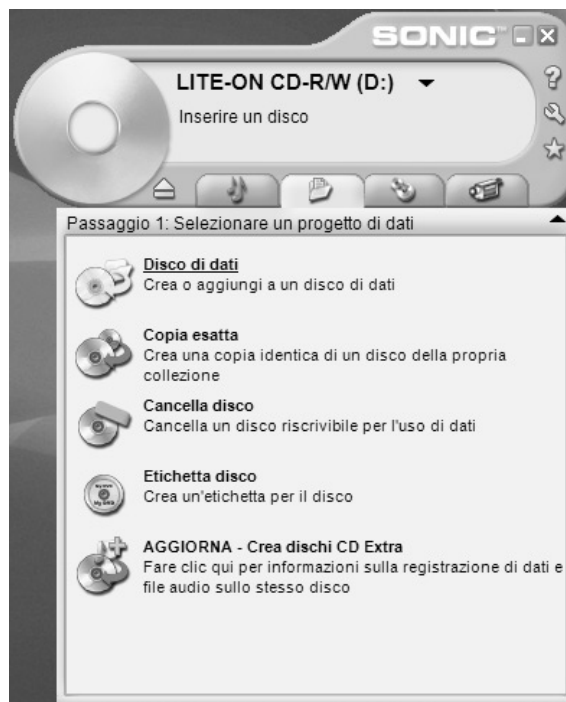 SONIC™
LITE-ON CD-R/W (D:)
Inserire un disco
Passaggio 1: Selezionare un progetto di dati
Disco di dati
Crea o aggiungi a un disco di dati
Copia esatta
Crea una copia identica di un disco della propria
collezione
Cancella disco
Cancella un disco riscrivibile per l'uso di dati
Etichetta disco
Crea un'etichetta per il disco
AGGIORNA - Crea dischi CD Extra
Fare clic qui per informazioni sulla registrazione di dati e
file audio sullo stesso disco